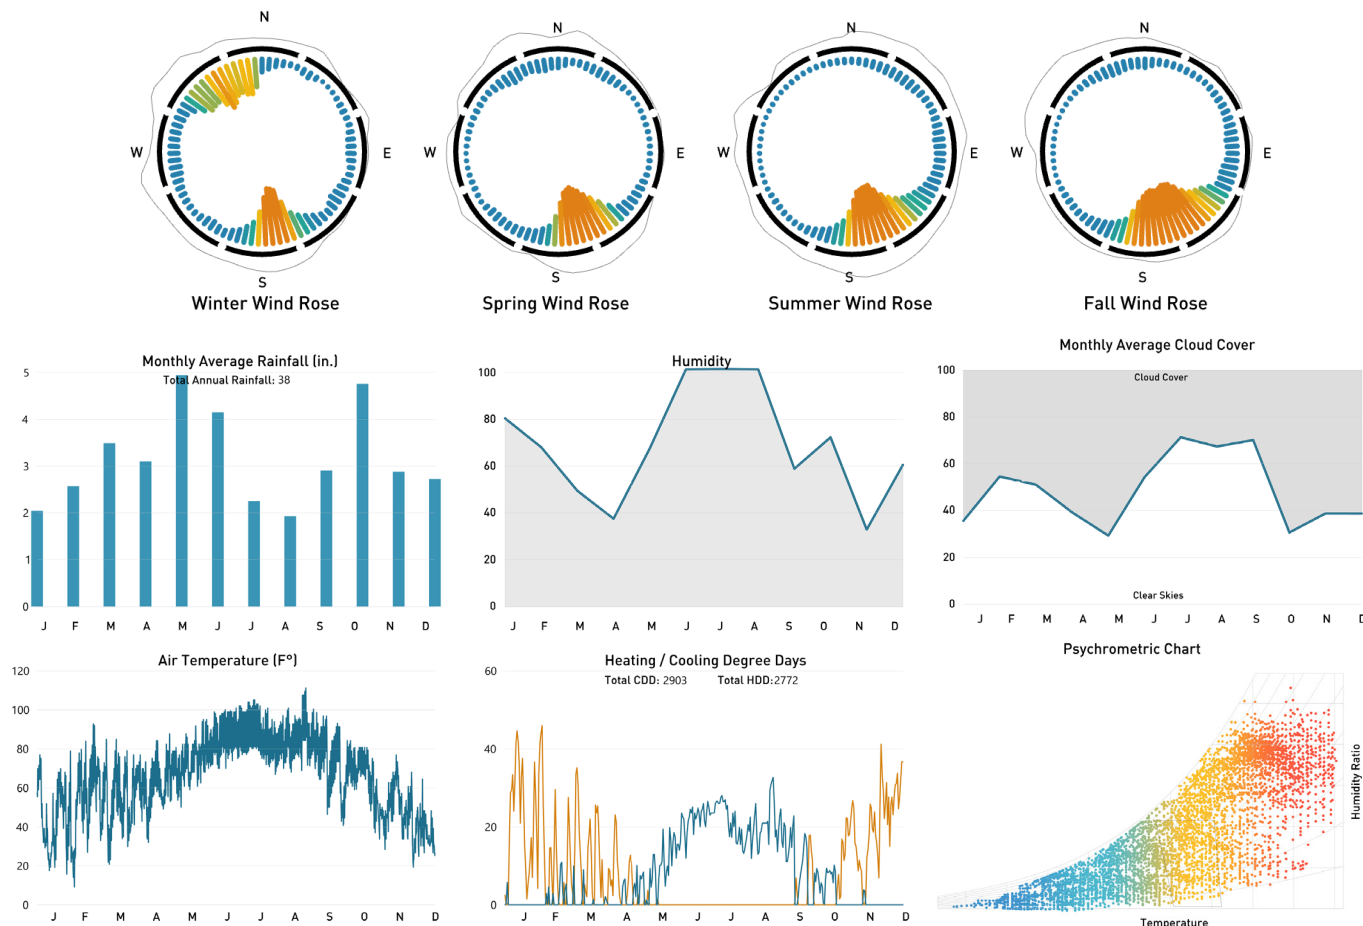 N
N
N
N
W
E
W
E
W
E
W
E
S
S
S
S
Winter Wind Rose
Spring Wind Rose
Summer Wind Rose
Fall Wind Rose
Monthly Average Rainfall (in.)
Total Annual Rainfall: 38
5
4
3
2
1
0
J F M A M J J A S O N D
Humidity
100
80
60
40
20
0
J F M A M J J A S O N D
Monthly Average Cloud Cover
100
Cloud Cover
80
60
40
20
Clear Skies
0
J F M A M J J A S O N D
Air Temperature (F°)
120
100
80
60
40
20
0
J F M A M J J A S O N D
Heating / Cooling Degree Days
Total CDD: 2903 Total HDD:2772
60
40
20
0
J F M A M J J A S O N D
Psychrometric Chart
Humidity Ratio
Temperature